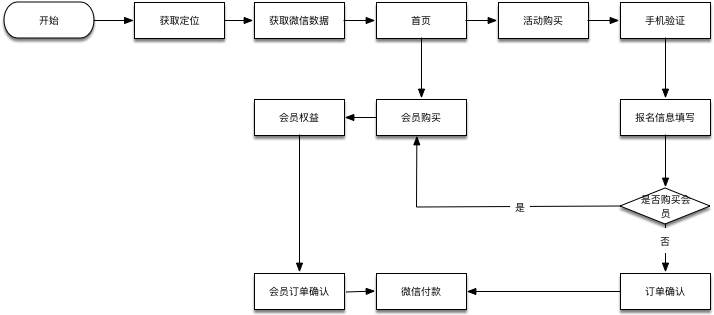 开始
获取定位
获取微信数据
首页
活动购买
手机验证
会员权益
会员购买
报名信息填写
是否购买会
员
是
否
会员订单确认
微信付款
订单确认